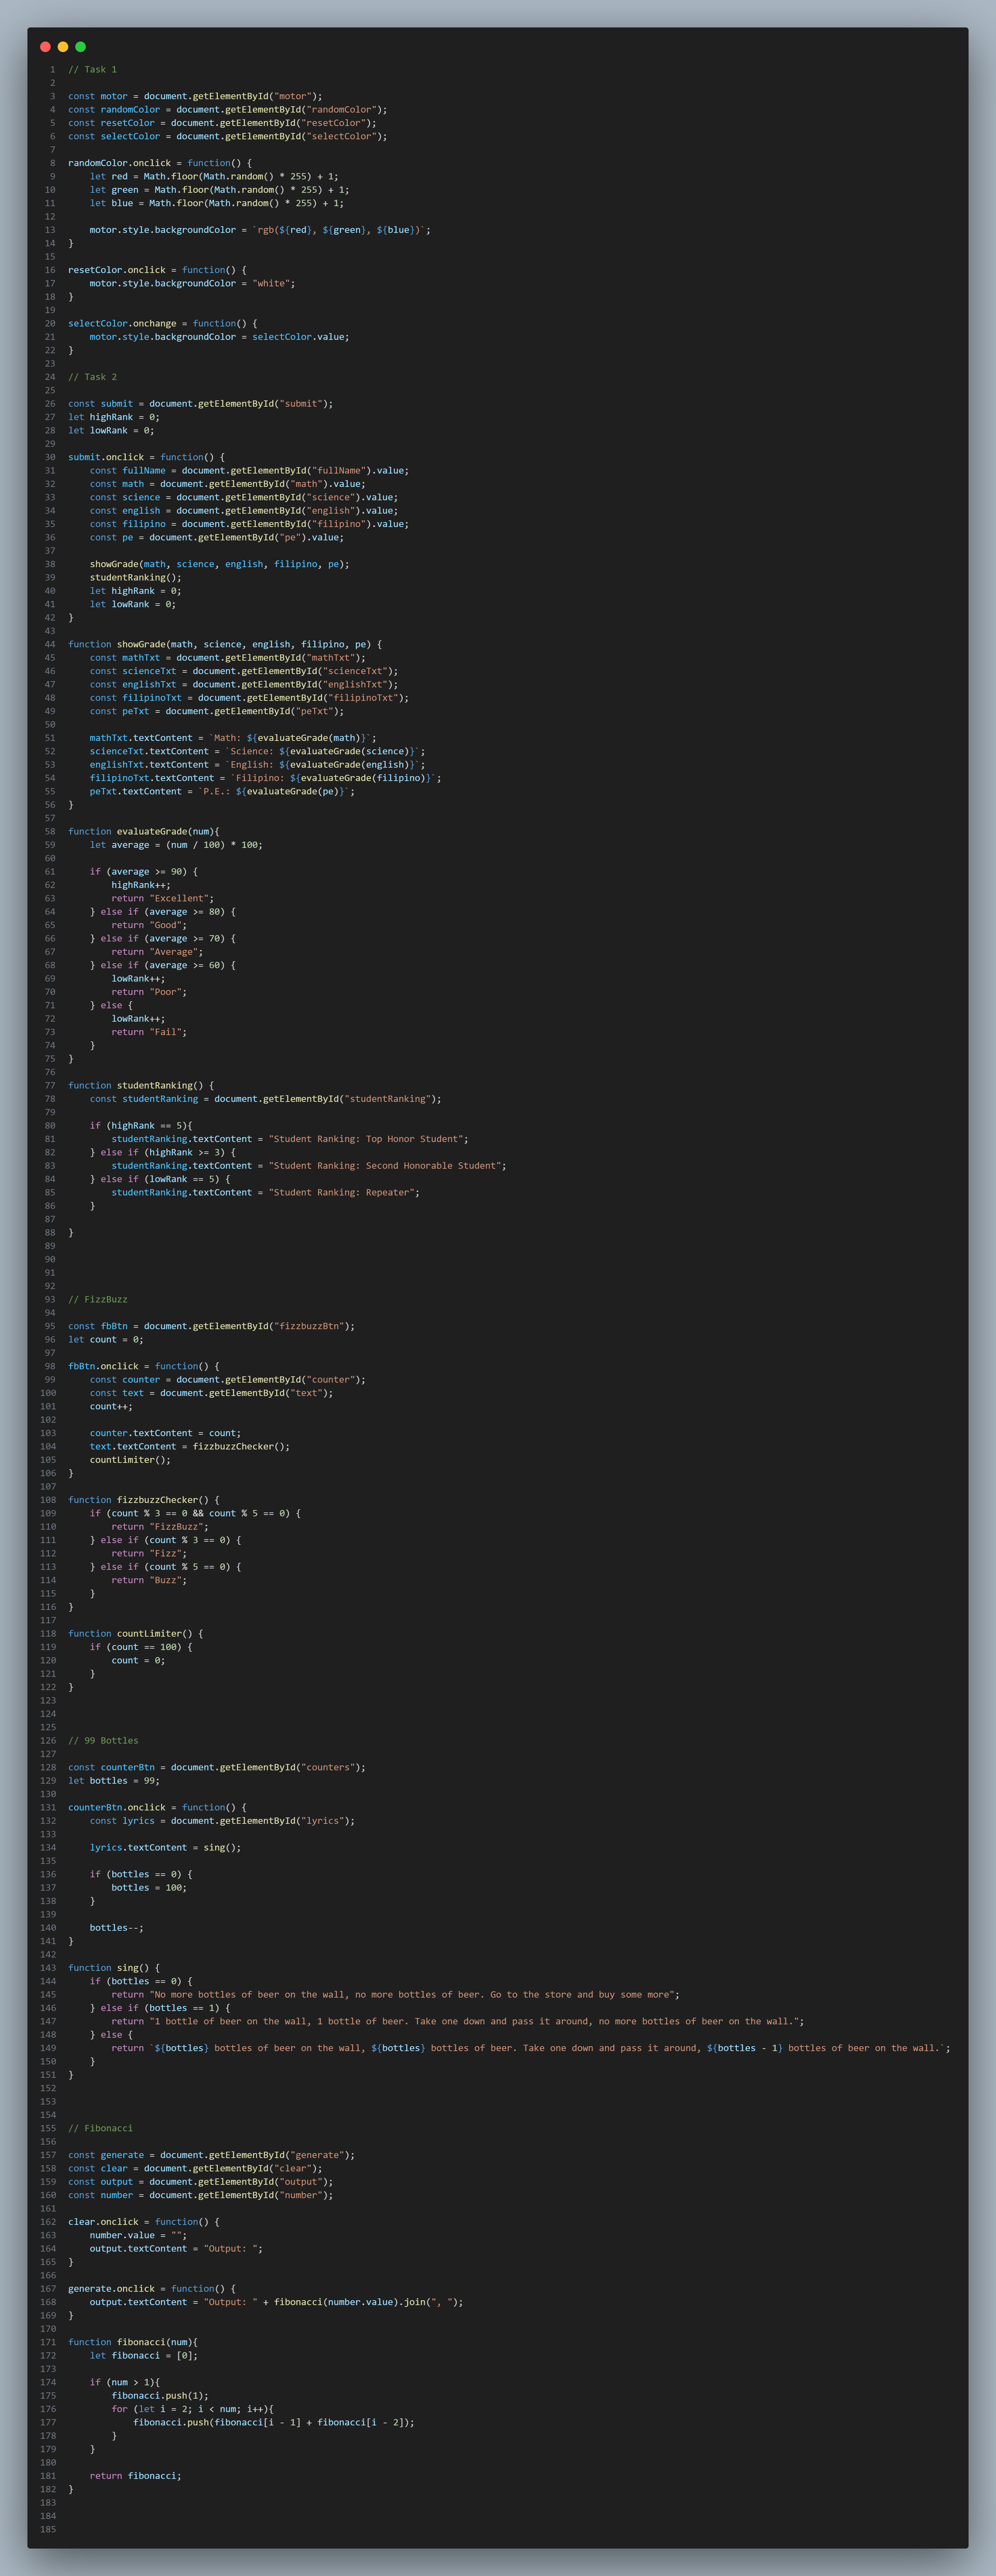 1 // Task 1
2
3 const motor = document.getElementById("motor");
4 const randomColor = document.getElementById("randomColor");
5 const resetColor = document.getElementById("resetColor");
6 const selectColor = document.getElementById("selectColor");
7
8 randomColor.onclick = function() {
9     let red = Math.floor(Math.random() * 255) + 1;
10     let green = Math.floor(Math.random() * 255) + 1;
11     let blue = Math.floor(Math.random() * 255) + 1;
12
13     motor.style.backgroundColor = `rgb(${red}, ${green}, ${blue})`;
14 }
15
16 resetColor.onclick = function() {
17     motor.style.backgroundColor = "white";
18 }
19
20 selectColor.onchange = function() {
21     motor.style.backgroundColor = selectColor.value;
22 }
23
24 // Task 2
25
26 const submit = document.getElementById("submit");
27 let highRank = 0;
28 let lowRank = 0;
29
30 submit.onclick = function() {
31     const fullName = document.getElementById("fullName").value;
32     const math = document.getElementById("math").value;
33     const science = document.getElementById("science").value;
34     const english = document.getElementById("english").value;
35     const filipino = document.getElementById("filipino").value;
36     const pe = document.getElementById("pe").value;
37
38     showGrade(math, science, english, filipino, pe);
39     studentRanking();
40     let highRank = 0;
41     let lowRank = 0;
42 }
43
44 function showGrade(math, science, english, filipino, pe) {
45     const mathTxt = document.getElementById("mathTxt");
46     const scienceTxt = document.getElementById("scienceTxt");
47     const englishTxt = document.getElementById("englishTxt");
48     const filipinoTxt = document.getElementById("filipinoTxt");
49     const peTxt = document.getElementById("peTxt");
50
51     mathTxt.textContent = `Math: ${evaluateGrade(math)}`;
52     scienceTxt.textContent = `Science: ${evaluateGrade(science)}`;
53     englishTxt.textContent = `English: ${evaluateGrade(english)}`;
54     filipinoTxt.textContent = `Filipino: ${evaluateGrade(filipino)}`;
55     peTxt.textContent = `P.E.: ${evaluateGrade(pe)}`;
56 }
57
58 function evaluateGrade(num){
59     let average = (num / 100) * 100;
60
61     if (average >= 90) {
62         highRank++;
63         return "Excellent";
64     } else if (average >= 80) {
65         return "Good";
66     } else if (average >= 70) {
67         return "Average";
68     } else if (average >= 60) {
69         lowRank++;
70         return "Poor";
71     } else {
72         lowRank++;
73         return "Fail";
74     }
75 }
76
77 function studentRanking() {
78     const studentRanking = document.getElementById("studentRanking");
79
80     if (highRank == 5){
81         studentRanking.textContent = "Student Ranking: Top Honor Student";
82     } else if (highRank >= 3) {
83         studentRanking.textContent = "Student Ranking: Second Honorable Student";
84     } else if (lowRank == 5) {
85         studentRanking.textContent = "Student Ranking: Repeater";
86     }
87
88 }
89
90
91
92
93 // FizzBuzz
94
95 const fbBtn = document.getElementById("fizzbuzzBtn");
96 let count = 0;
97
98 fbBtn.onclick = function() {
99     const counter = document.getElementById("counter");
100     const text = document.getElementById("text");
101     count++;
102
103     counter.textContent = count;
104     text.textContent = fizzbuzzChecker();
105     countLimiter();
106 }
107
108 function fizzbuzzChecker() {
109     if (count % 3 == 0 && count % 5 == 0) {
110         return "FizzBuzz";
111     } else if (count % 3 == 0) {
112         return "Fizz";
113     } else if (count % 5 == 0) {
114         return "Buzz";
115     }
116 }
117
118 function countLimiter() {
119     if (count == 100) {
120         count = 0;
121     }
122 }
123
124
125
126 // 99 Bottles
127
128 const counterBtn = document.getElementById("counters");
129 let bottles = 99;
130
131 counterBtn.onclick = function() {
132     const lyrics = document.getElementById("lyrics");
133
134     lyrics.textContent = sing();
135
136     if (bottles == 0) {
137         bottles = 100;
138     }
139
140     bottles--;
141 }
142
143 function sing() {
144     if (bottles == 0) {
145         return "No more bottles of beer on the wall, no more bottles of beer. Go to the store and buy some more";
146     } else if (bottles == 1) {
147         return "1 bottle of beer on the wall, 1 bottle of beer. Take one down and pass it around, no more bottles of beer on the wall.";
148     } else {
149         return `${bottles} bottles of beer on the wall, ${bottles} bottles of beer. Take one down and pass it around, ${bottles - 1} bottles of beer on the wall.`;
150     }
151 }
152
153
154
155 // Fibonacci
156
157 const generate = document.getElementById("generate");
158 const clear = document.getElementById("clear");
159 const output = document.getElementById("output");
160 const number = document.getElementById("number");
161
162 clear.onclick = function() {
163     number.value = "";
164     output.textContent = "Output: ";
165 }
166
167 generate.onclick = function() {
168     output.textContent = "Output: " + fibonacci(number.value).join(", ");
169 }
170
171 function fibonacci(num){
172     let fibonacci = [0];
173
174     if (num > 1){
175         fibonacci.push(1);
176         for (let i = 2; i < num; i++){
177             fibonacci.push(fibonacci[i - 1] + fibonacci[i - 2]);
178         }
179     }
180
181     return fibonacci;
182 }
183
184
185